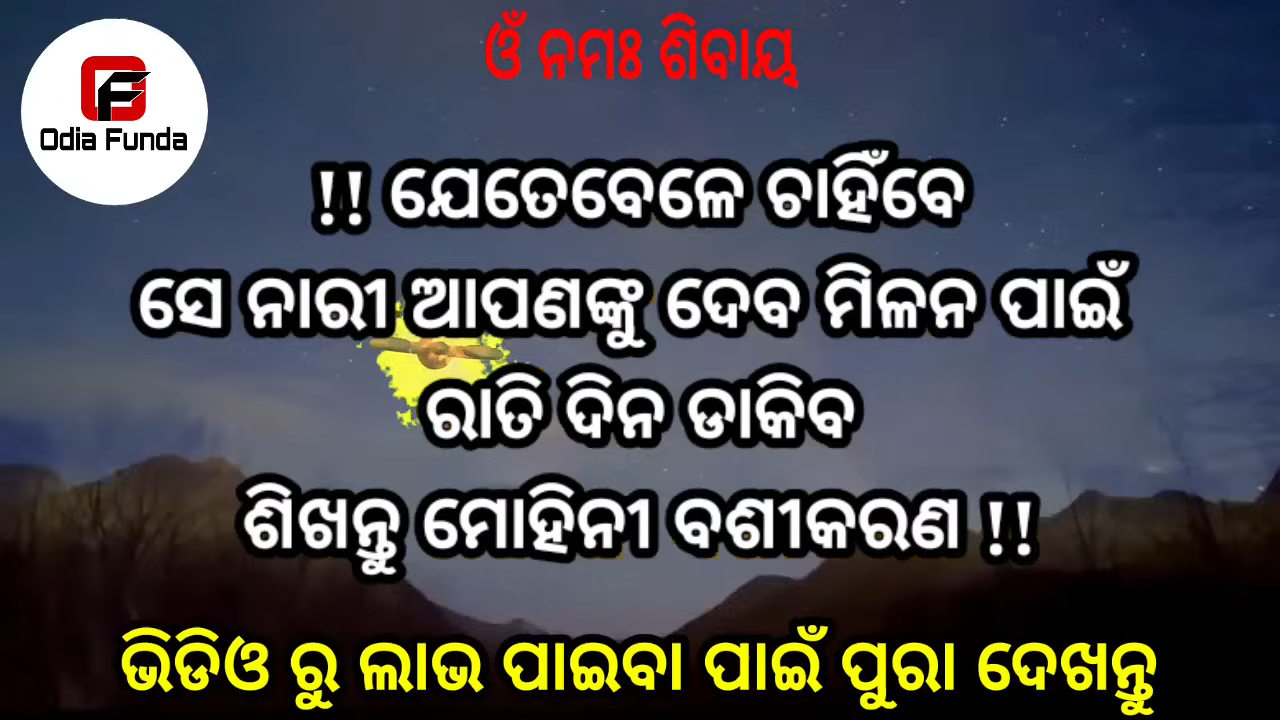 ଓଁ ନମଃ ଶିବାୟ
Odia Funda
!! ଯେତେବେଳେ ଚାହିଁବେ
ସେ ନାରୀ ଆପଣଙ୍କୁ ଦେବ ମିଳନ ପାଇଁ
ରାତି ଦିନ ଡାକିବ
ଶିଖନ୍ତୁ ମୋହିନୀ ବଶୀକରଣ !!
ଭିଡିଓ ରୁ ଲାଭ ପାଇବା ପାଇଁ ପୁରା ଦେଖନ୍ତୁ